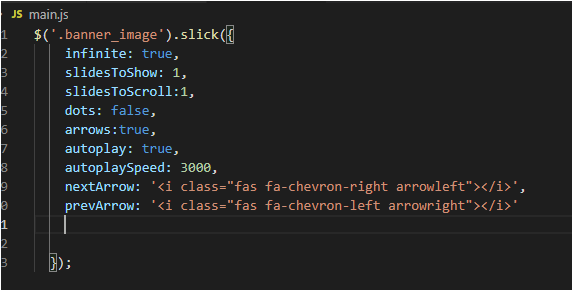 JS main.js
1 $('.banner_image').slick({
2 infinite: true,
3 slidesToShow: 1,
4 slidesToScroll:1,
5 dots: false,
6 arrows:true,
7 autoplay: true,
8 autoplaySpeed: 3000,
9 nextArrow: '<i class="fas fa-chevron-right arrowleft"></i>',
0 prevArrow: '<i class="fas fa-chevron-left arrowright"></i>'
1
3 });